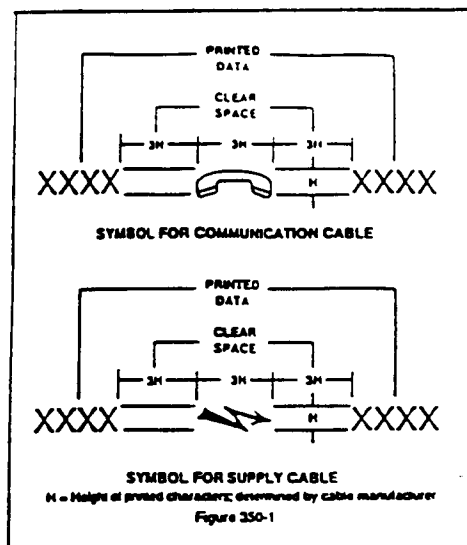 PRINTED
DATA
CLEAR
SPACE
3H 3H 3H
XXXX H XXXX
SYMBOL FOR COMMUNICATION CABLE
PRINTED
DATA
CLEAR
SPACE
3H 3H 3H
XXXX H XXXX
SYMBOL FOR SUPPLY CABLE
H = Height of printed characters; determined by cable manufacturer
Figure 350-1